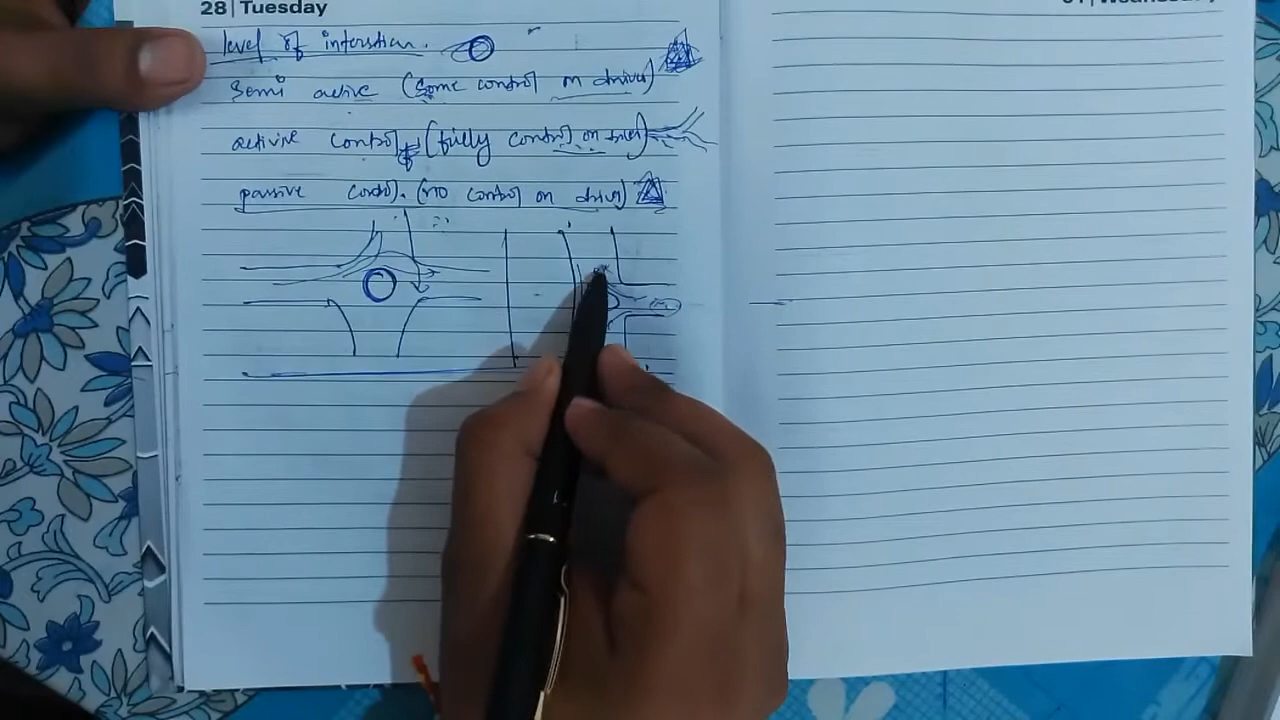 28 | Tuesday
level of interstion.
semi active (some control on driver)
active control (fully control on driver)
passive control. (no control on driver)